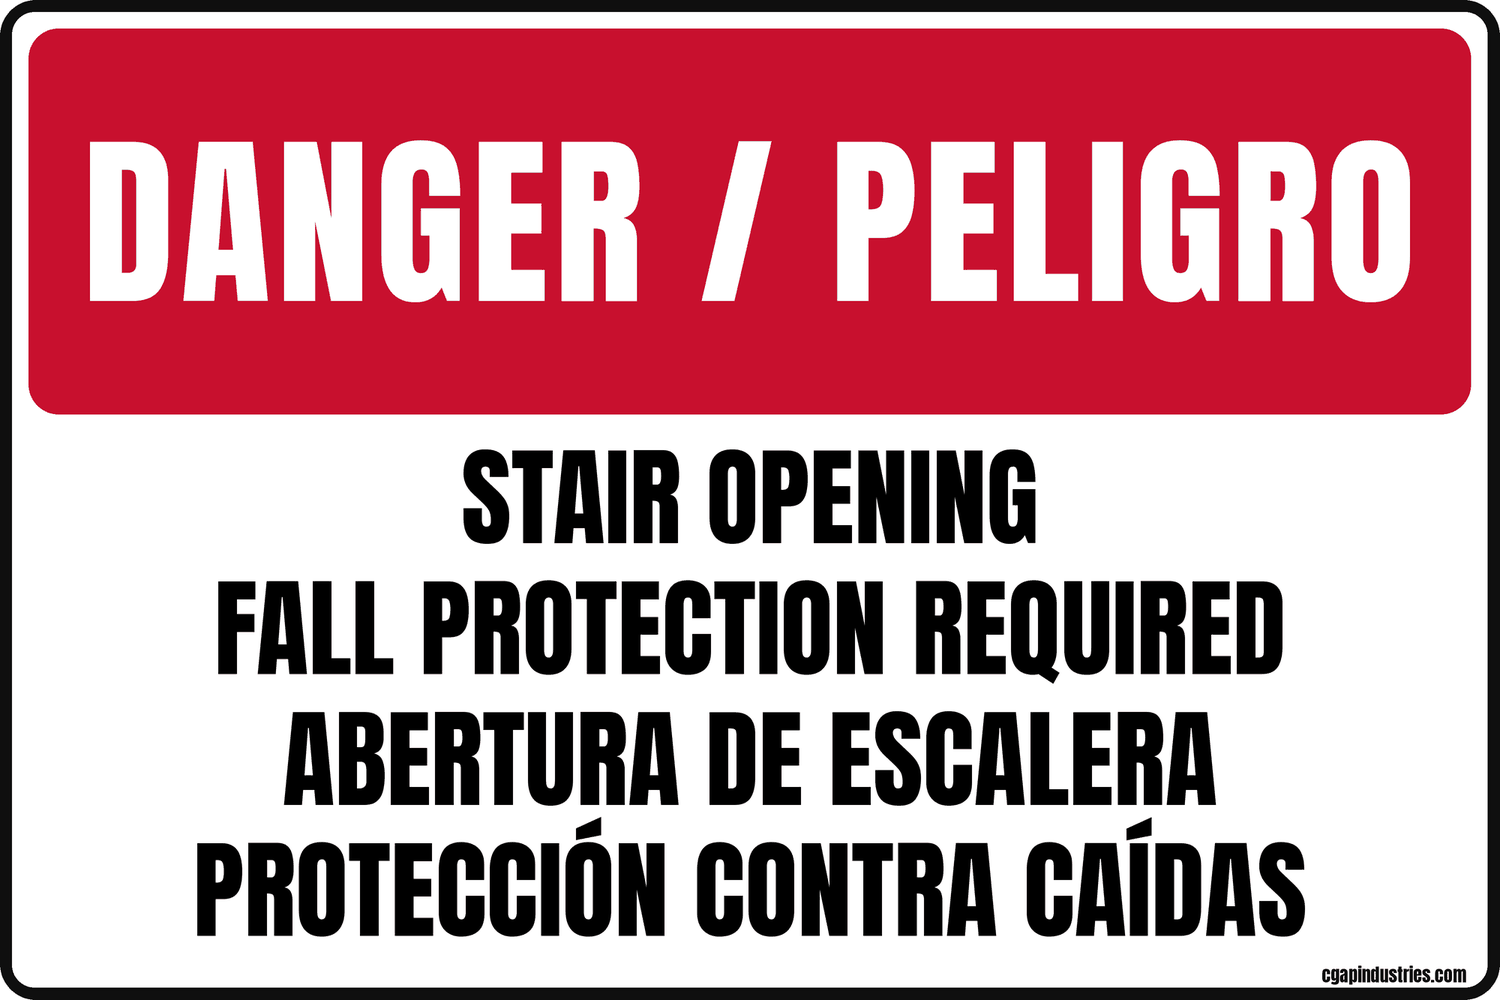 DANGER / PELIGRO
STAIR OPENING
FALL PROTECTION REQUIRED
ABERTURA DE ESCALERA
PROTECCIÓN CONTRA CAÍDAS
cgapindustries.com